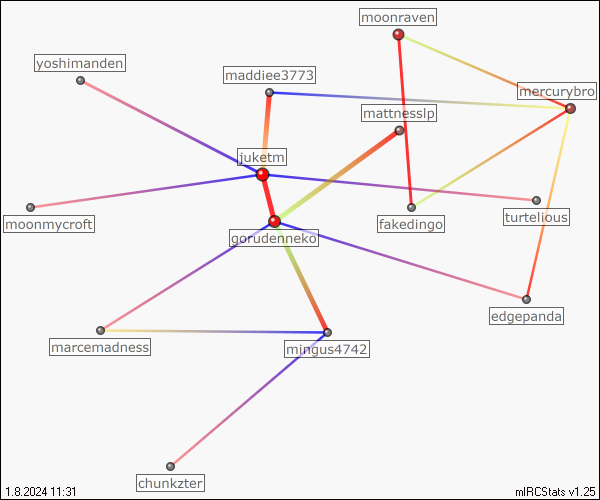 moonraven
yoshimanden
maddiee3773
mercurybro
mattnesslp
juketm
moonmycroft
fakedingo
turtelious
gorudenneko
edgepanda
marcemadness
mingus4742
chunkzter
1.8.2024 11:31
mIRCStats v1.25